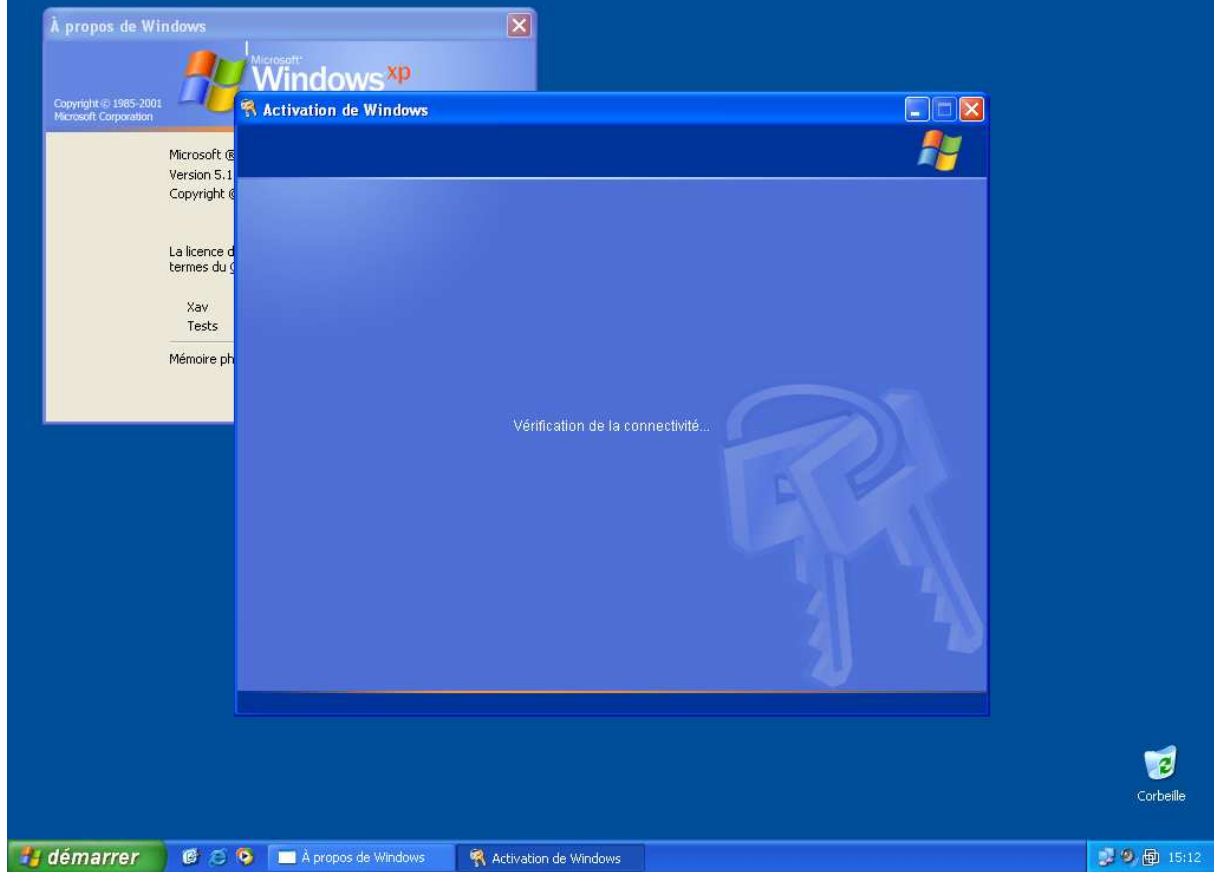 À propos de Windows
Microsoft®
Windows xp
Copyright © 1985-2001
Microsoft Corporation
Activation de Windows
Microsoft ®
Version 5.1
Copyright ©
La licence d
termes du C
Xav
Tests
Mémoire ph
Vérification de la connectivité...
Corbeille
démarrer
À propos de Windows
Activation de Windows
15:12